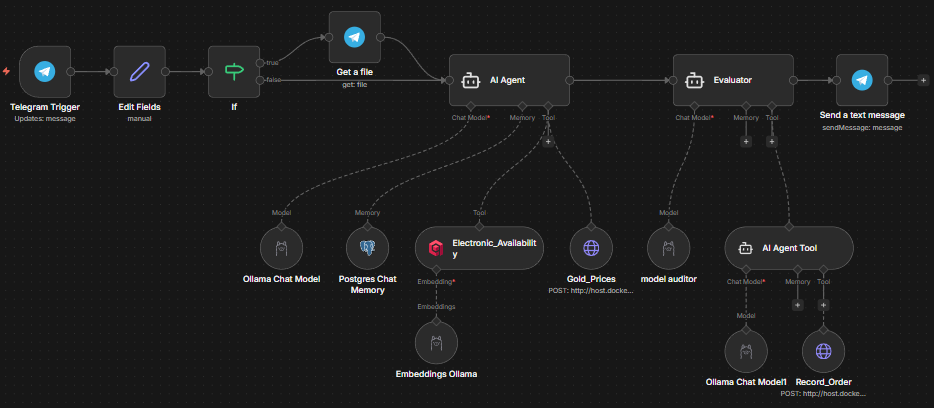 true
false
Telegram Trigger
Updates: message
Edit Fields
manual
If
Get a file
get: file
AI Agent
Chat Model*
Memory
Tool
Evaluator
Chat Model*
Memory
Tool
Send a text message
sendMessage: message
Model
Memory
Tool
Model
Ollama Chat Model
Postgres Chat
Memory
Electronic_Availabilit
y
Embedding*
Embeddings
Embeddings Ollama
Gold_Prices
POST: http://host.docke...
model auditor
AI Agent Tool
Chat Model*
Memory
Tool
Model
Ollama Chat Model1
Record_Order
POST: http://host.docke...